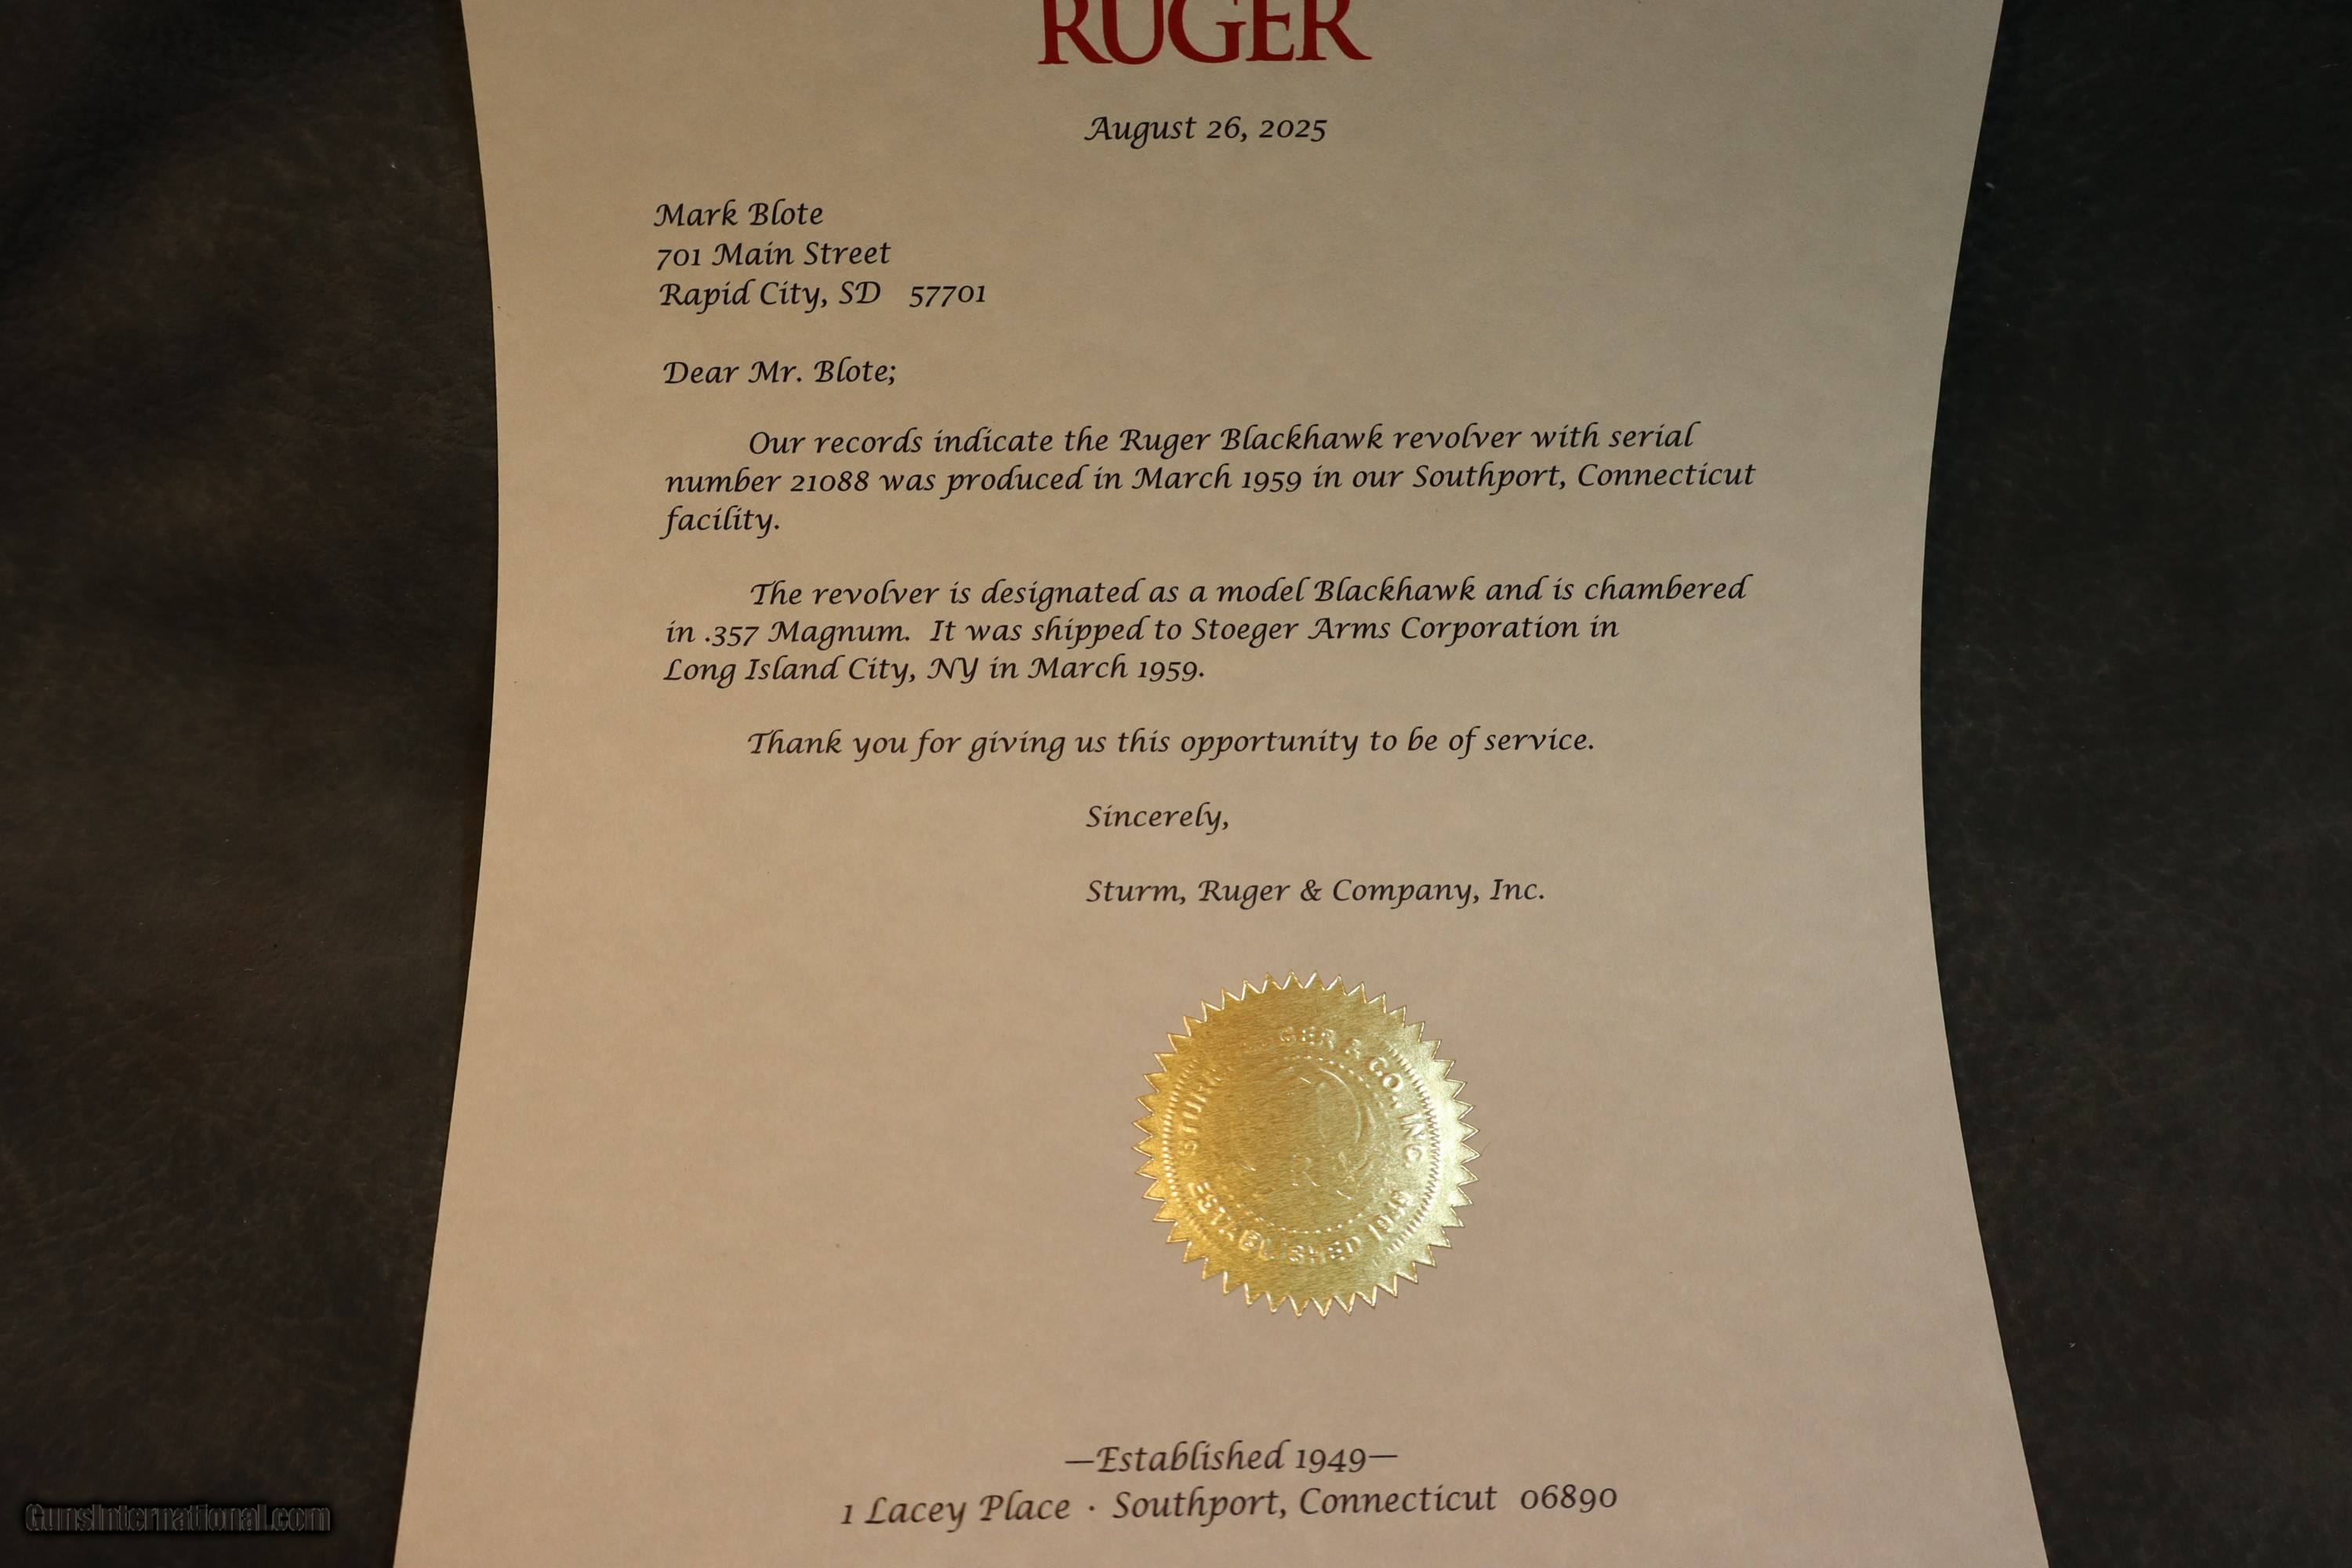 RUGER
August 26, 2025
Mark Blote
701 Main Street
Rapid City, SD 57701
Dear Mr. Blote;
Our records indicate the Ruger Blackhawk revolver with serial
number 21088 was produced in March 1959 in our Southport, Connecticut
facility.
The revolver is designated as a model Blackhawk and is chambered
in .357 Magnum. It was shipped to Stoeger Arms Corporation in
Long Island City, NY in March 1959.
Thank you for giving us this opportunity to be of service.
Sincerely,
Sturm, Ruger & Company, Inc.
& CO., INC.
ESTABLISHED
—Established 1949—
1 Lacey Place · Southport, Connecticut 06890
GunsInternational.com